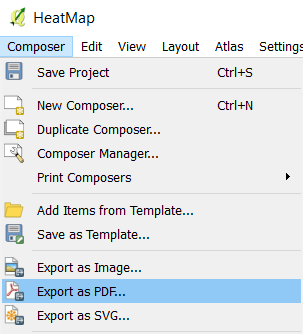 HeatMap
Composer Edit View Layout Atlas Settings
Save Project Ctrl+S
New Composer... Ctrl+N
Duplicate Composer...
Composer Manager...
Print Composers
Add Items from Template...
Save as Template...
Export as Image...
Export as PDF...
Export as SVG...